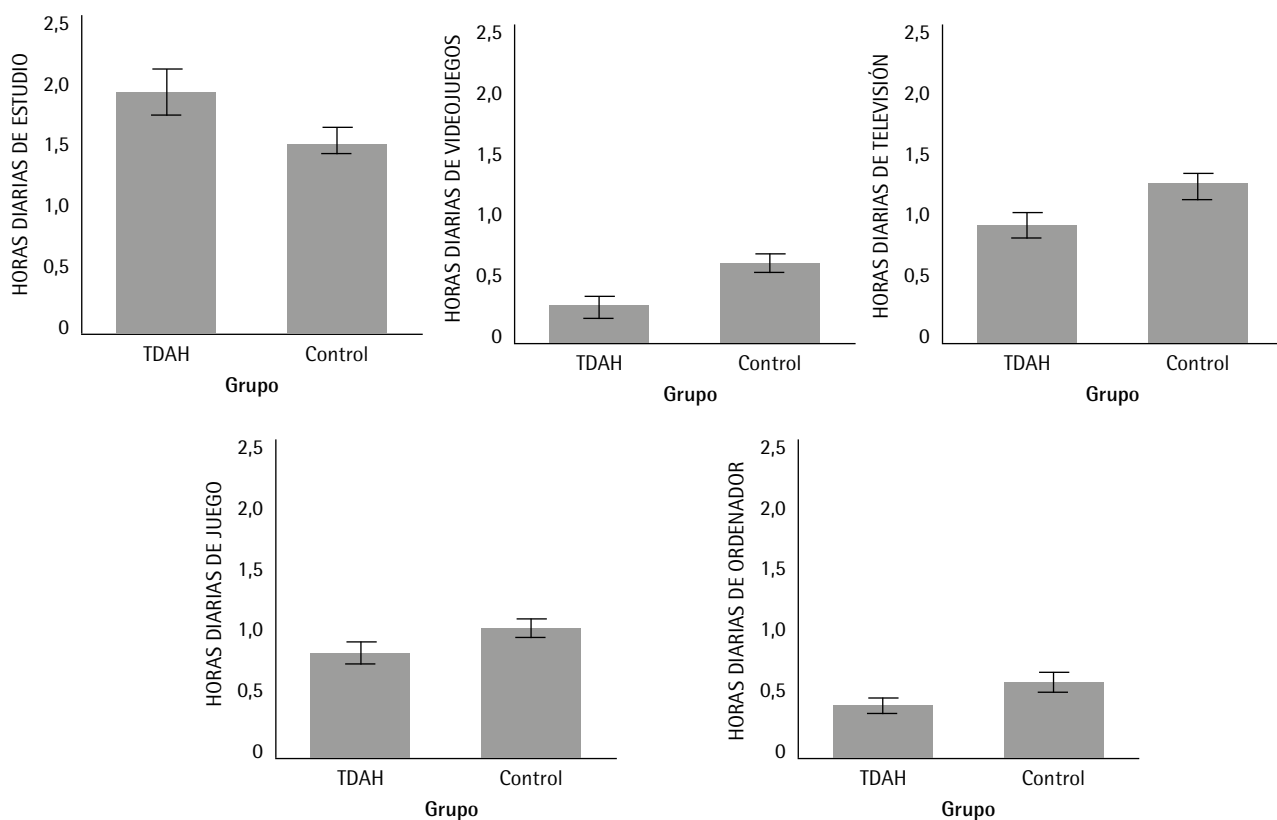 HORAS DIARIAS DE ESTUDIO
2,5
2,0
1,5
1,0
0,5
0
TDAH Control
Grupo
HORAS DIARIAS DE VIDEOJUEGOS
2,5
2,0
1,5
1,0
0,5
0
TDAH Control
Grupo
HORAS DIARIAS DE TELEVISIÓN
2,5
2,0
1,5
1,0
0,5
0
TDAH Control
Grupo
HORAS DIARIAS DE JUEGO
2,5
2,0
1,5
1,0
0,5
0
TDAH Control
Grupo
HORAS DIARIAS DE ORDENADOR
2,5
2,0
1,5
1,0
0,5
0
TDAH Control
Grupo